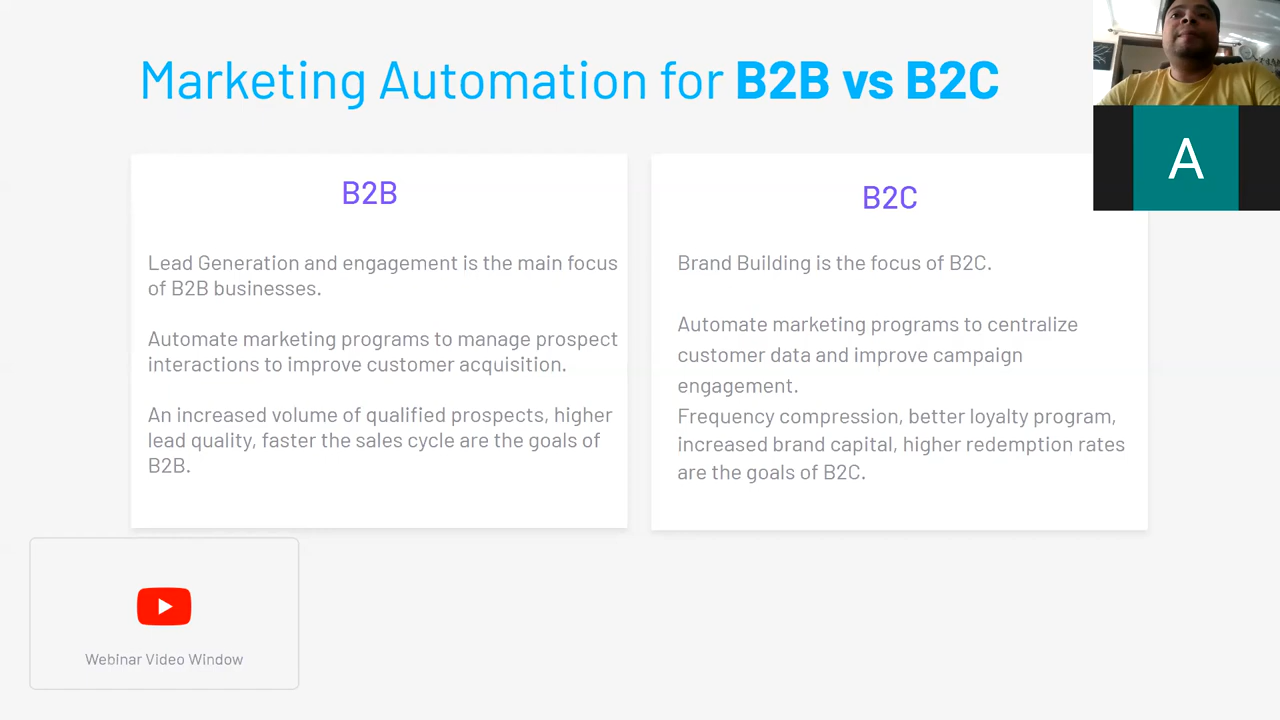 Marketing Automation for B2B vs B2C
A
B2B
Lead Generation and engagement is the main focus
of B2B businesses.
Automate marketing programs to manage prospect
interactions to improve customer acquisition.
An increased volume of qualified prospects, higher
lead quality, faster the sales cycle are the goals of
B2B.
B2C
Brand Building is the focus of B2C.
Automate marketing programs to centralize
customer data and improve campaign
engagement.
Frequency compression, better loyalty program,
increased brand capital, higher redemption rates
are the goals of B2C.
Webinar Video Window